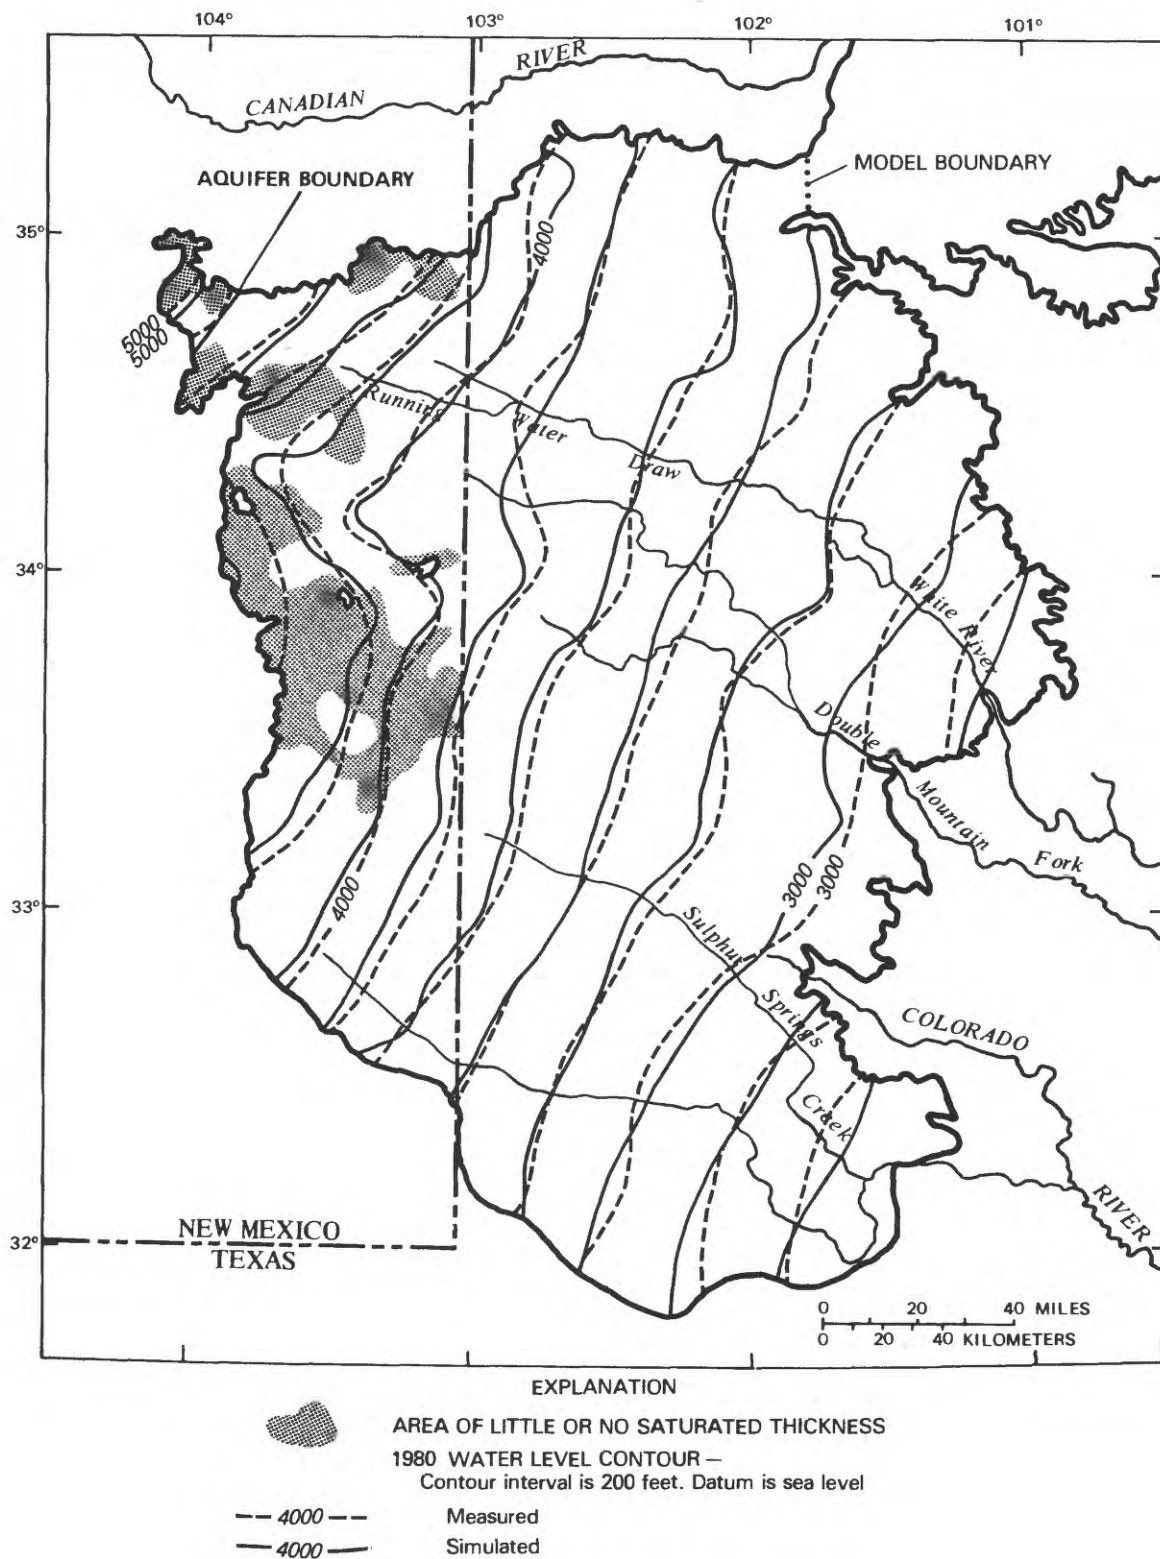 104°
103°
102°
101°
RIVER
CANADIAN
AQUIFER BOUNDARY
MODEL BOUNDARY
35°
4000
5000
5000
Running
Water
Draw
34°
White River
Double
Mountain
Fork
3000
3000
4000
33°
Sulphur
Springs
Creek
COLORADO
RIVER
NEW MEXICO
32°
TEXAS
0 20 40 MILES
0 20 40 KILOMETERS
EXPLANATION
AREA OF LITTLE OR NO SATURATED THICKNESS
1980 WATER LEVEL CONTOUR —
Contour interval is 200 feet. Datum is sea level
4000 Measured
4000 Simulated